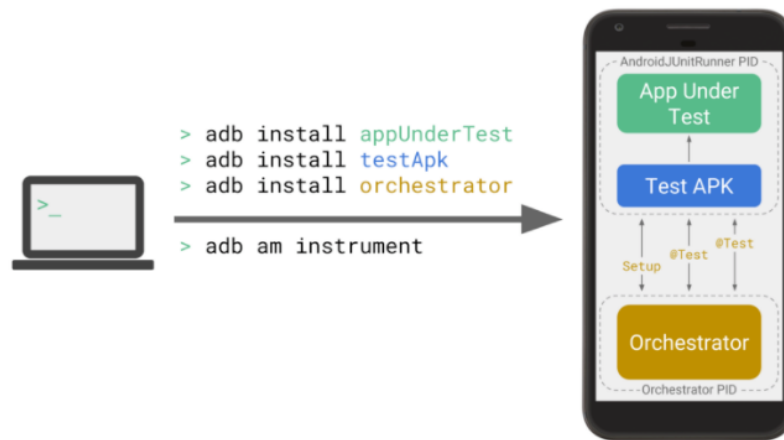 > adb install appUnderTest
> adb install testApk
> adb install orchestrator
> adb am instrument
>_
AndroidJUnitRunner PID
App Under
Test
Test APK
Setup
@Test
@Test
Orchestrator
Orchestrator PID